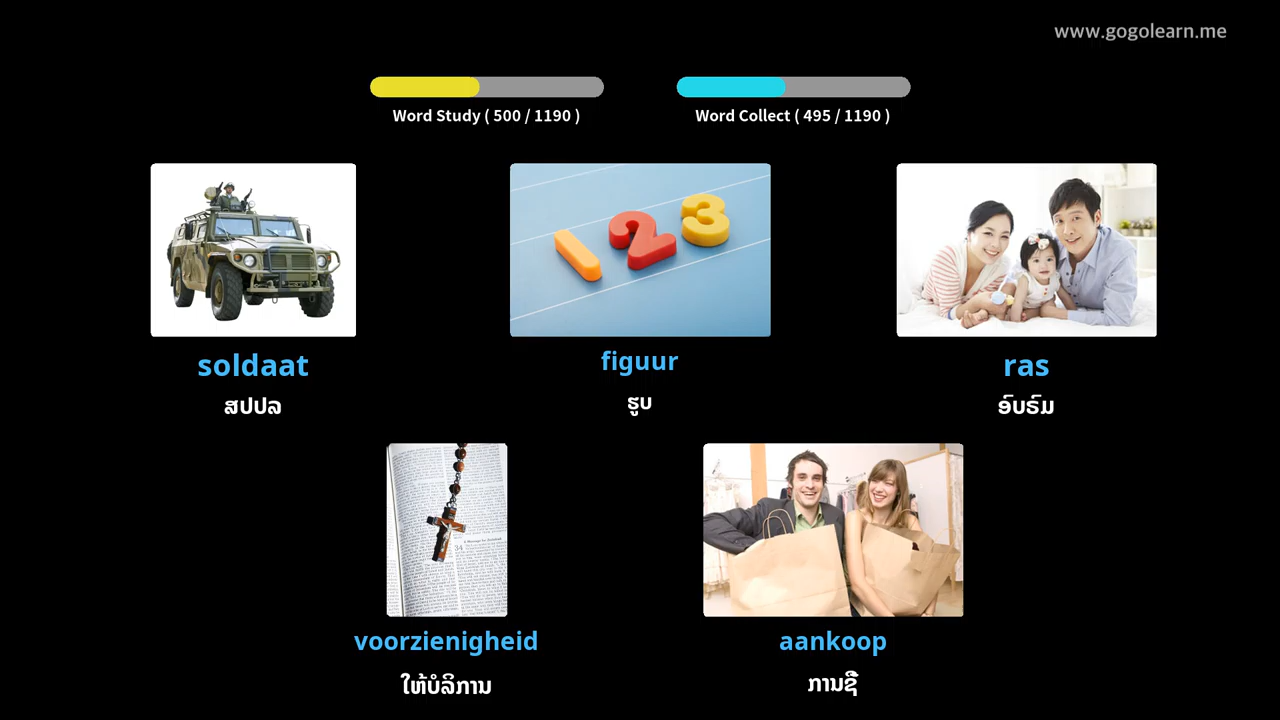 www.gogolearn.me
Word Study ( 500 / 1190 )
Word Collect ( 495 / 1190 )
soldaat
ສປປລ
figuur
ຮູບ
ras
ອົບຣົມ
voorzienigheid
ໃຫ້ບໍລິການ
aankoop
ການຊື້